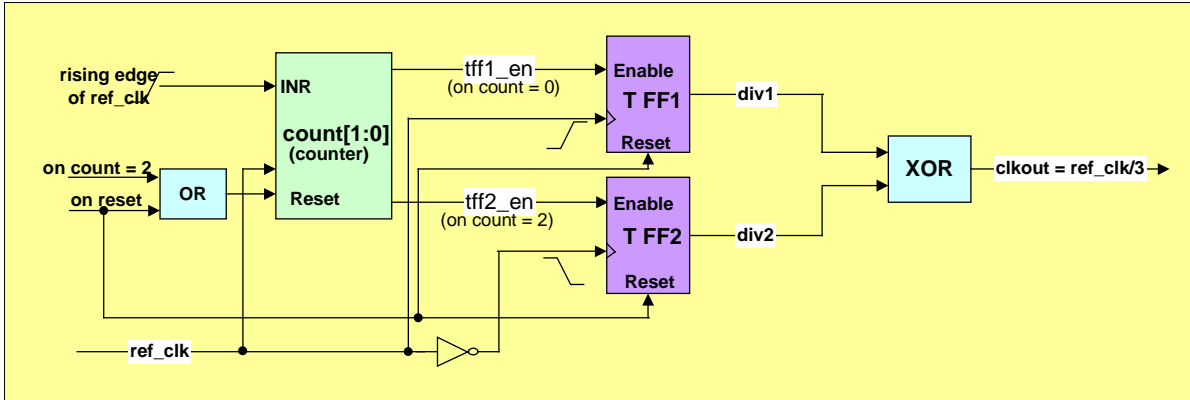 rising edge
of ref_clk
INR
count[1:0]
(counter)
Reset
on count = 2
on reset
OR
ref_clk
tff1_en
(on count = 0)
Enable
T FF1
Reset
tff2_en
(on count = 2)
Enable
T FF2
Reset
div1
div2
XOR
clkout = ref_clk/3